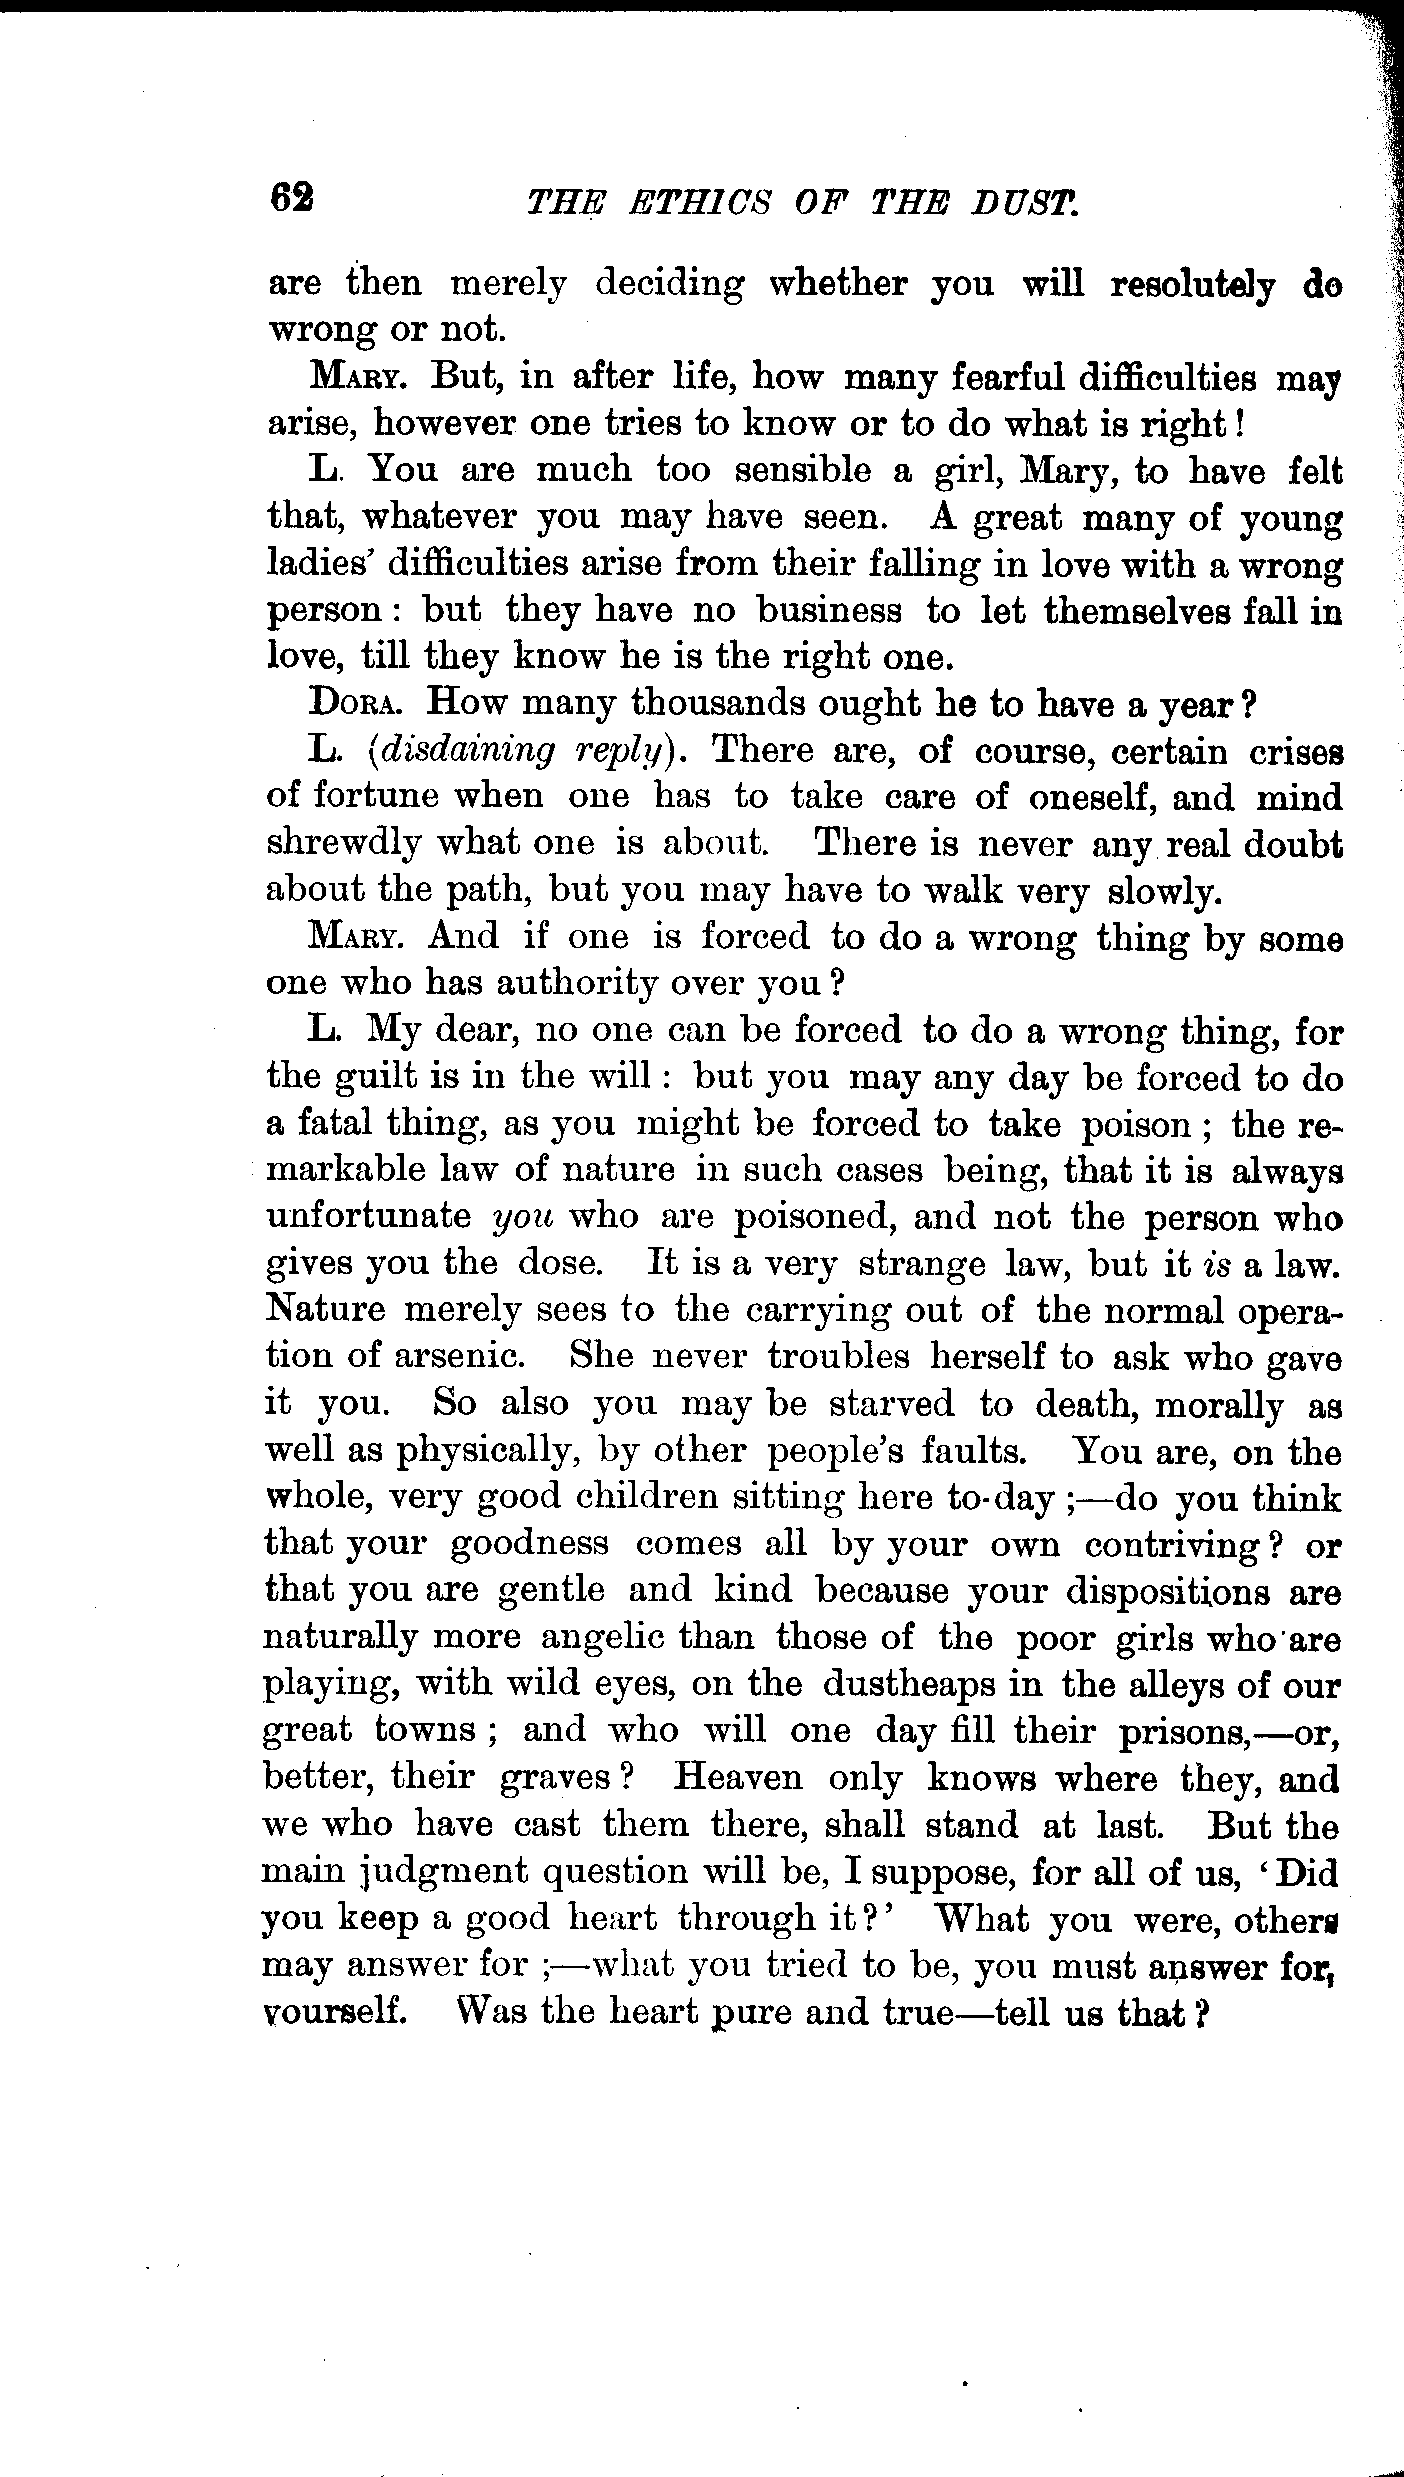 62 THE ETHICS OF THE DUST.
are then merely deciding whether you will resolutely do
wrong or not.
MARY. But, in after life, how many fearful difficulties may
arise, however one tries to know or to do what is right!
L. You are much too sensible a girl, Mary, to have felt
that, whatever you may have seen. A great many of young
ladies' difficulties arise from their falling in love with a wrong
person : but they have no business to let themselves fall in
love, till they know he is the right one.
DORA. How many thousands ought he to have a year?
L. (disdaining reply). There are, of course, certain crises
of fortune when one has to take care of oneself, and mind
shrewdly what one is about. There is never any real doubt
about the path, but you may have to walk very slowly.
MARY. And if one is forced to do a wrong thing by some
one who has authority over you ?
L. My dear, no one can be forced to do a wrong thing, for
the guilt is in the will : but you may any day be forced to do
a fatal thing, as you might be forced to take poison ; the re-
markable law of nature in such cases being, that it is always
unfortunate you who are poisoned, and not the person who
gives you the dose. It is a very strange law, but it is a law.
Nature merely sees to the carrying out of the normal opera-
tion of arsenic. She never troubles herself to ask who gave
it you. So also you may be starved to death, morally as
well as physically, by other people's faults. You are, on the
whole, very good children sitting here to-day ;—do you think
that your goodness comes all by your own contriving ? or
that you are gentle and kind because your dispositions are
naturally more angelic than those of the poor girls who are
playing, with wild eyes, on the dustheaps in the alleys of our
great towns ; and who will one day fill their prisons,—or,
better, their graves ? Heaven only knows where they, and
we who have cast them there, shall stand at last. But the
main judgment question will be, I suppose, for all of us, 'Did
you keep a good heart through it?' What you were, others
may answer for ;—what you tried to be, you must answer for,
yourself. Was the heart pure and true—tell us that ?